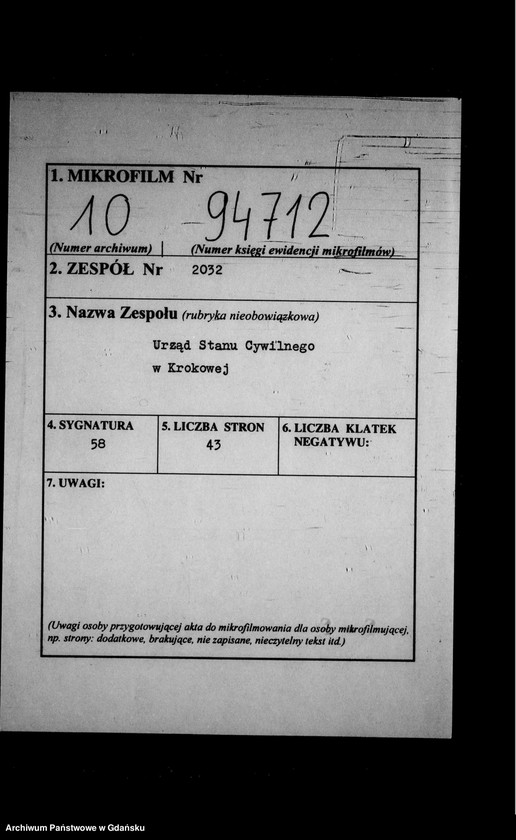 1. MIKROFILM Nr
10 94712
(Numer archiwum) (Numer księgi ewidencji mikrofilmów)
2. ZESPÓŁ Nr 2032
3. Nazwa Zespołu (rubryka nieobowiązkowa)
Urząd Stanu Cywilnego
w Krokowej
4. SYGNATURA 5. LICZBA STRON 6. LICZBA KLATEK
NEGATYWU:
58 43
7. UWAGI:
(Uwagi osoby przygotowującej akta do mikrofilmowania dla osoby mikrofilmującej,
np. strony: dodatkowe, brakujące, nie zapisane, nieczytelny tekst itd.)
Archiwum Państwowe w Gdańsku